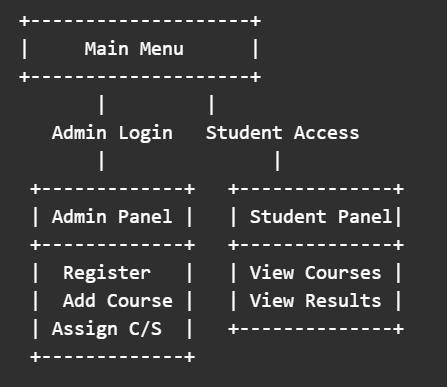 +--------------------+
|     Main Menu      |
+--------------------+
       |         |
   Admin Login   Student Access
       |               |
 +-------------+   +--------------+
 | Admin Panel |   | Student Panel|
 +-------------+   +--------------+
 |  Register   |   | View Courses |
 |  Add Course |   | View Results |
 | Assign C/S  |   +--------------+
 +-------------+